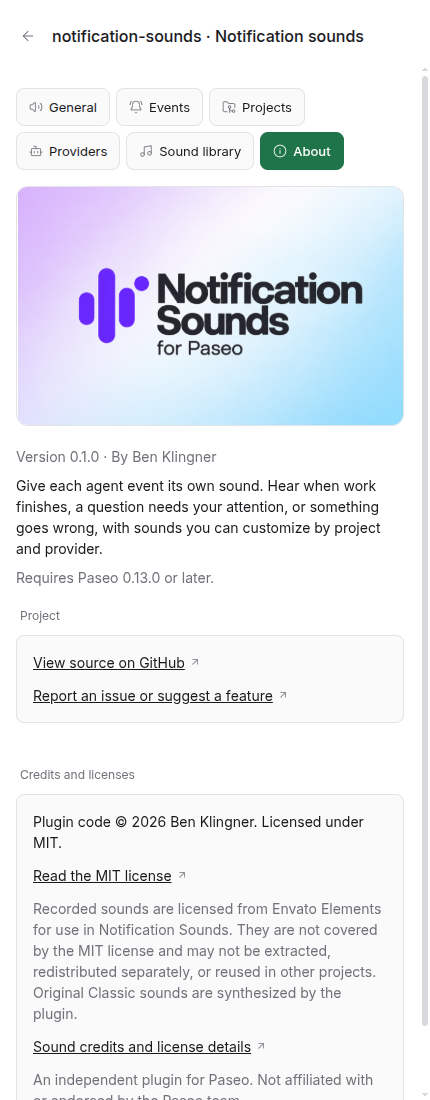 notification-sounds · Notification sounds
General
Events
Projects
Providers
Sound library
About
Notification
Sounds
for Paseo
Version 0.1.0 · By Ben Klingner
Give each agent event its own sound. Hear when work
finishes, a question needs your attention, or something
goes wrong, with sounds you can customize by project
and provider.
Requires Paseo 0.13.0 or later.
Project
View source on GitHub
Report an issue or suggest a feature
Credits and licenses
Plugin code © 2026 Ben Klingner. Licensed under
MIT.
Read the MIT license
Recorded sounds are licensed from Envato Elements
for use in Notification Sounds. They are not covered
by the MIT license and may not be extracted,
redistributed separately, or reused in other projects.
Original Classic sounds are synthesized by the
plugin.
Sound credits and license details
An independent plugin for Paseo. Not affiliated with
or endorsed by the Paseo team.